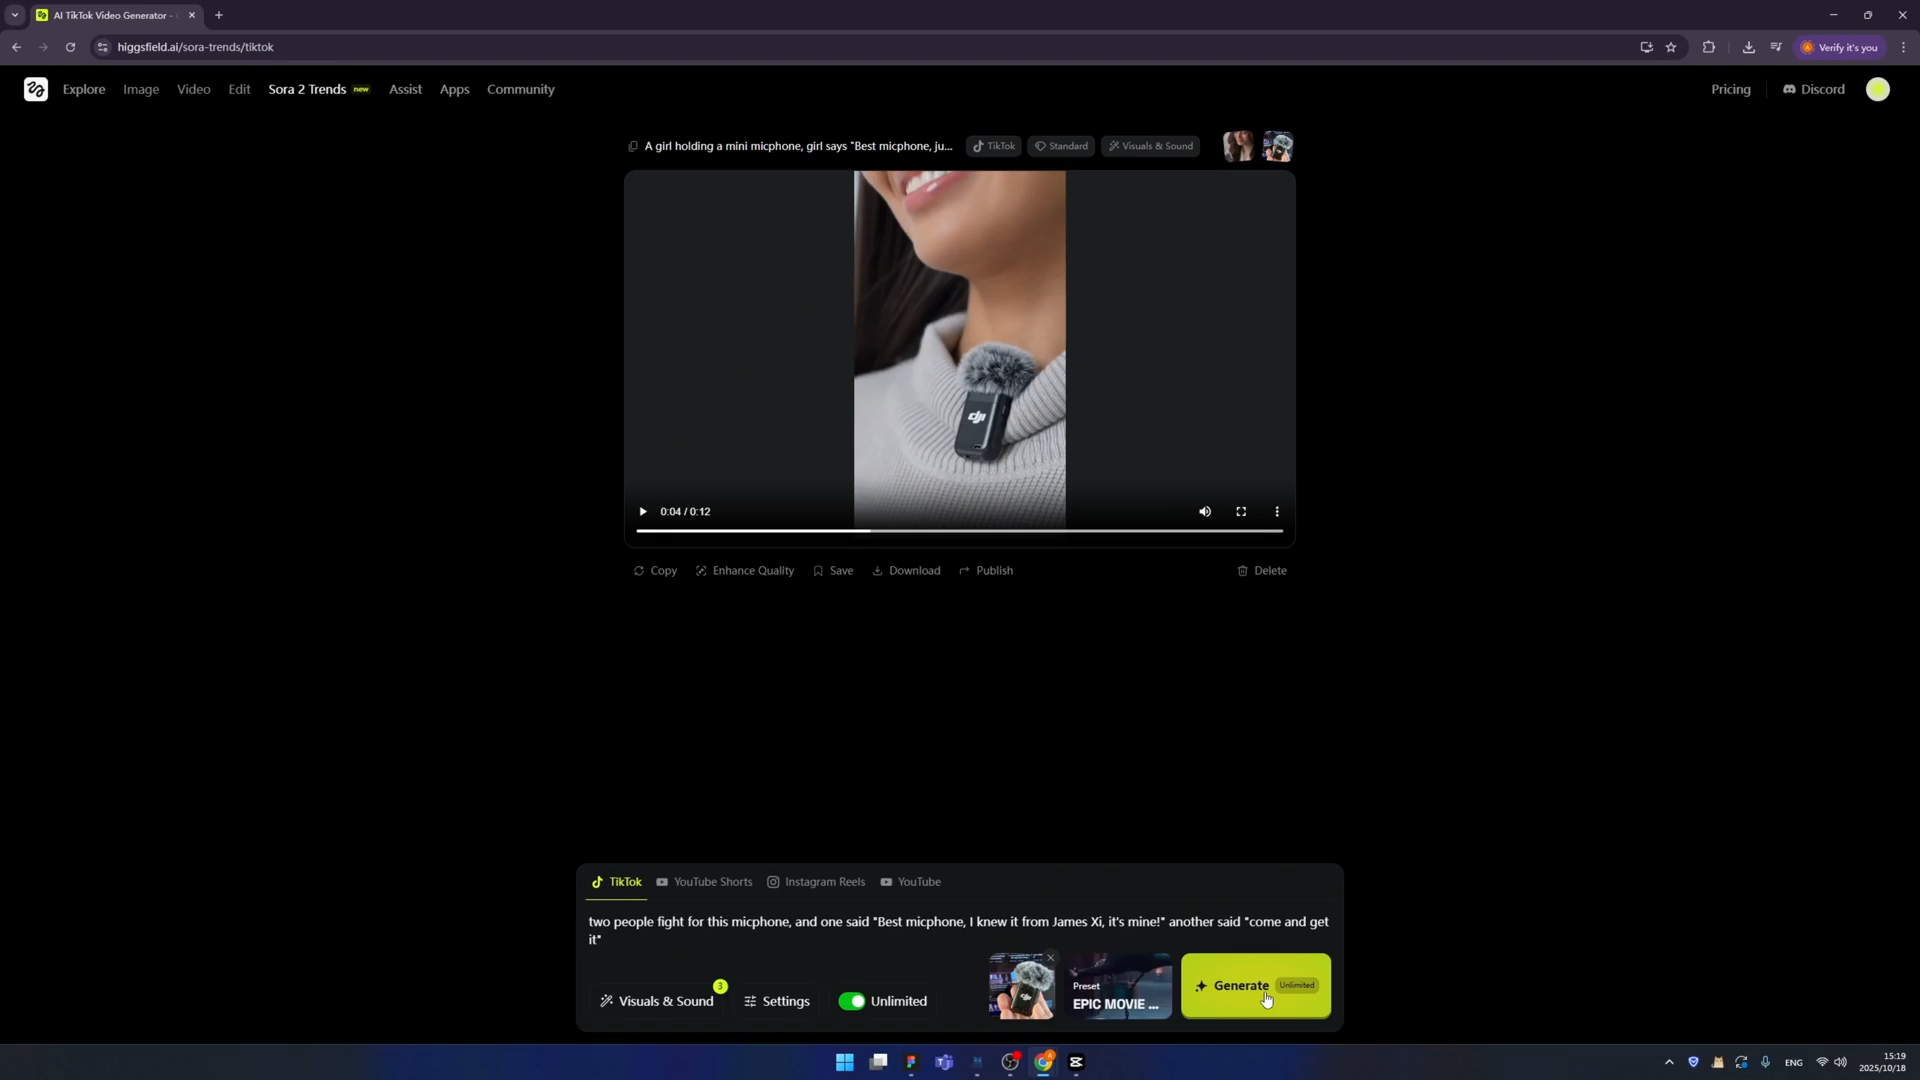 AI TikTok Video Generator -
higgsfield.ai/sora-trends/tiktok
Verify it's you
Explore
Image
Video
Edit
Sora 2 Trends new
Assist
Apps
Community
Pricing
Discord
A girl holding a mini micphone, girl says "Best micphone, ju...
TikTok
Standard
Visuals & Sound
dji
0:04 / 0:12
Copy
Enhance Quality
Save
Download
Publish
Delete
TikTok
YouTube Shorts
Instagram Reels
YouTube
two people fight for this micphone, and one said "Best micphone, I knew it from James Xi, it's mine!" another said "come and get
it"
Visuals & Sound
3
Settings
Unlimited
Preset
EPIC MOVIE ...
Generate
Unlimited
ENG
15:19
2025/10/18